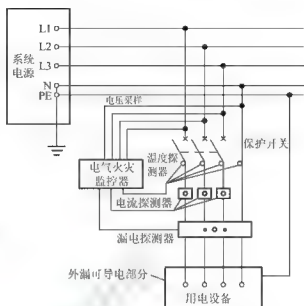 L1
L2
系统
L3
电源
N
PE
电压采样
保护开关
温度探
测器
电气火灾
监控器
电流探测器
漏电探测器
外漏可导电部分
用电设备